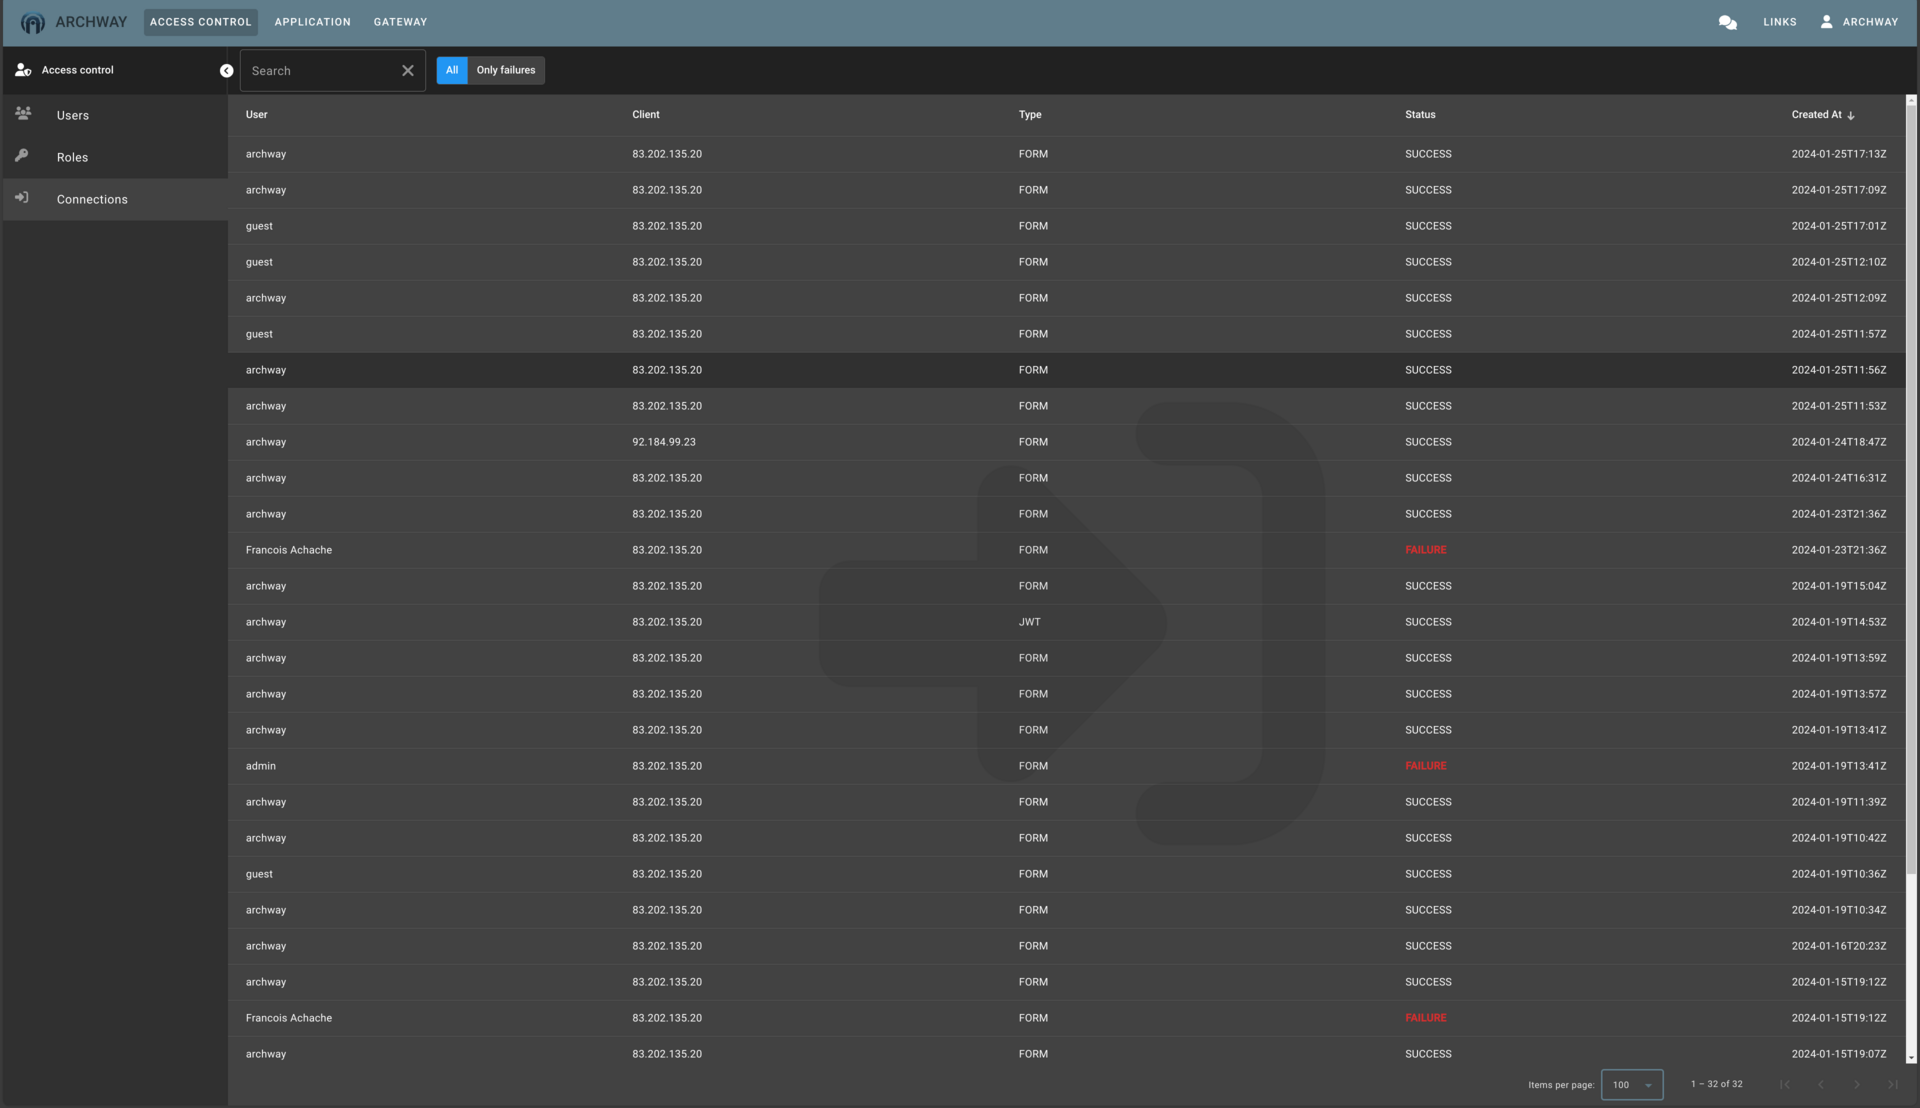 ARCHWAY ACCESS CONTROL APPLICATION GATEWAY LINKS ARCHWAY
Access control Search All Only failures
Users
Roles
Connections
User Client Type Status Created At
archway 83.202.135.20 FORM SUCCESS 2024-01-25T17:13Z
archway 83.202.135.20 FORM SUCCESS 2024-01-25T17:09Z
guest 83.202.135.20 FORM SUCCESS 2024-01-25T17:01Z
guest 83.202.135.20 FORM SUCCESS 2024-01-25T12:10Z
archway 83.202.135.20 FORM SUCCESS 2024-01-25T12:09Z
guest 83.202.135.20 FORM SUCCESS 2024-01-25T11:57Z
archway 83.202.135.20 FORM SUCCESS 2024-01-25T11:56Z
archway 83.202.135.20 FORM SUCCESS 2024-01-25T11:53Z
archway 92.184.99.23 FORM SUCCESS 2024-01-24T18:47Z
archway 83.202.135.20 FORM SUCCESS 2024-01-24T16:31Z
archway 83.202.135.20 FORM SUCCESS 2024-01-23T21:36Z
Francois Achache 83.202.135.20 FORM FAILURE 2024-01-23T21:36Z
archway 83.202.135.20 FORM SUCCESS 2024-01-19T15:04Z
archway 83.202.135.20 JWT SUCCESS 2024-01-19T14:53Z
archway 83.202.135.20 FORM SUCCESS 2024-01-19T13:59Z
archway 83.202.135.20 FORM SUCCESS 2024-01-19T13:57Z
archway 83.202.135.20 FORM SUCCESS 2024-01-19T13:41Z
admin 83.202.135.20 FORM FAILURE 2024-01-19T13:41Z
archway 83.202.135.20 FORM SUCCESS 2024-01-19T11:39Z
archway 83.202.135.20 FORM SUCCESS 2024-01-19T10:42Z
guest 83.202.135.20 FORM SUCCESS 2024-01-19T10:36Z
archway 83.202.135.20 FORM SUCCESS 2024-01-19T10:34Z
archway 83.202.135.20 FORM SUCCESS 2024-01-16T20:23Z
archway 83.202.135.20 FORM SUCCESS 2024-01-15T19:12Z
Francois Achache 83.202.135.20 FORM FAILURE 2024-01-15T19:12Z
archway 83.202.135.20 FORM SUCCESS 2024-01-15T19:07Z
Items per page: 100 1 – 32 of 32